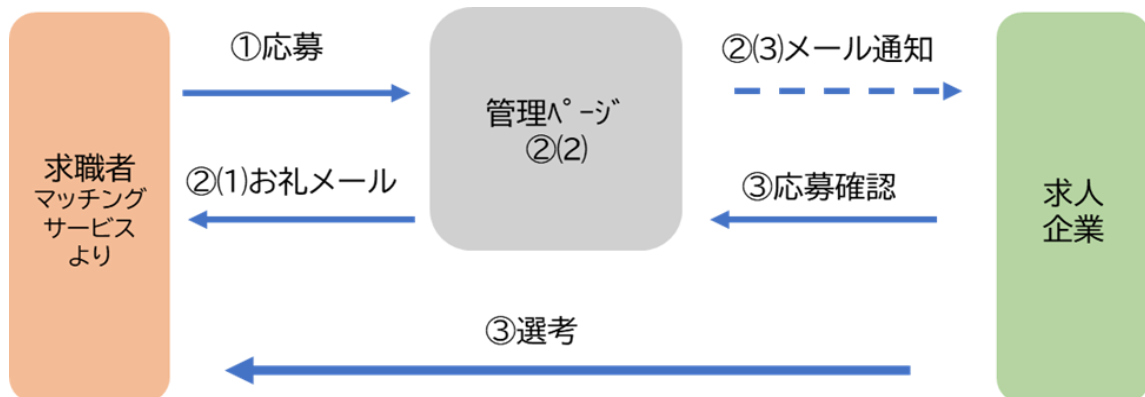 ①応募
②(3)メール通知
管理ﾍﾟｰｼﾞ
②(2)
求職者
マッチング
サービス
より
②(1)お礼メール
③応募確認
求人
企業
③選考